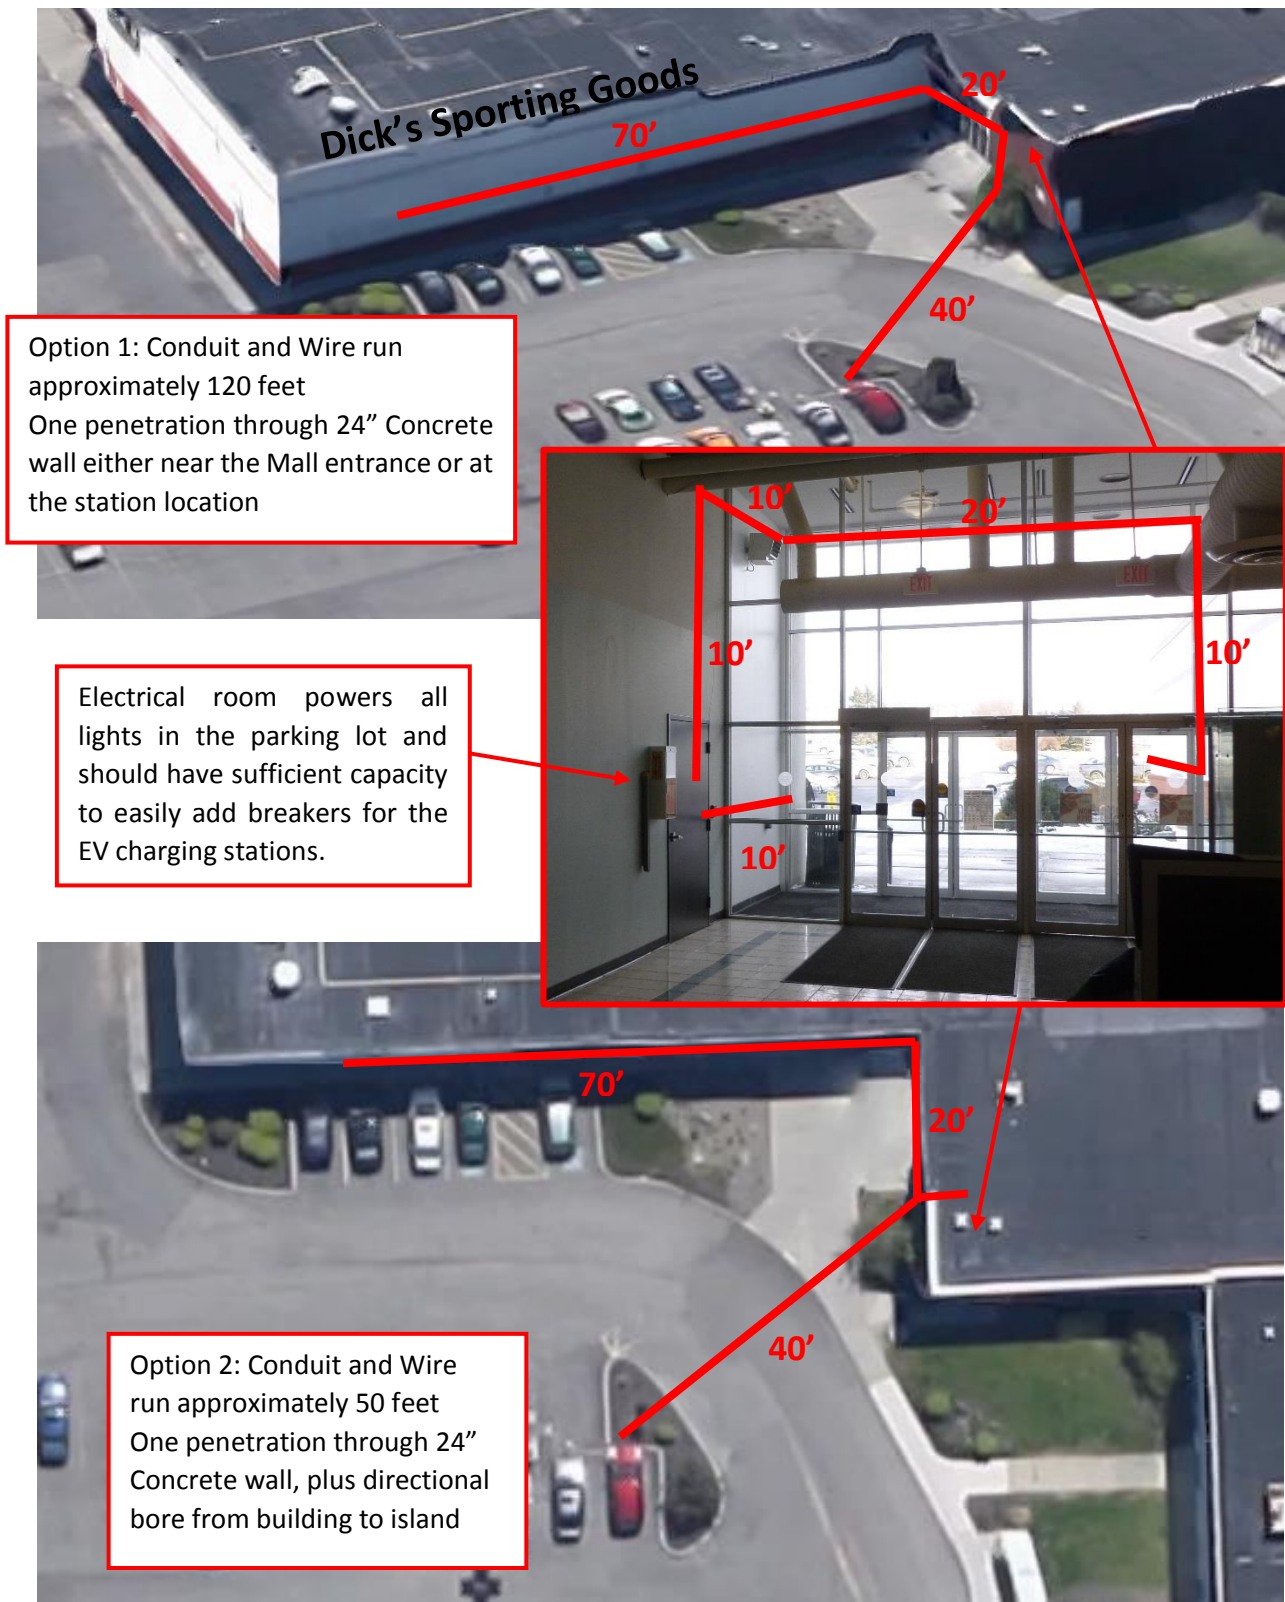 Dick’s Sporting Goods
20’
70’
40’
Option 1: Conduit and Wire run
approximately 120 feet
One penetration through 24” Concrete
wall either near the Mall entrance or at
the station location
10’
20’
EXIT
EXIT
10’
10’
10’
Electrical room powers all
lights in the parking lot and
should have sufficient capacity
to easily add breakers for the
EV charging stations.
70’
20’
40’
Option 2: Conduit and Wire
run approximately 50 feet
One penetration through 24”
Concrete wall, plus directional
bore from building to island